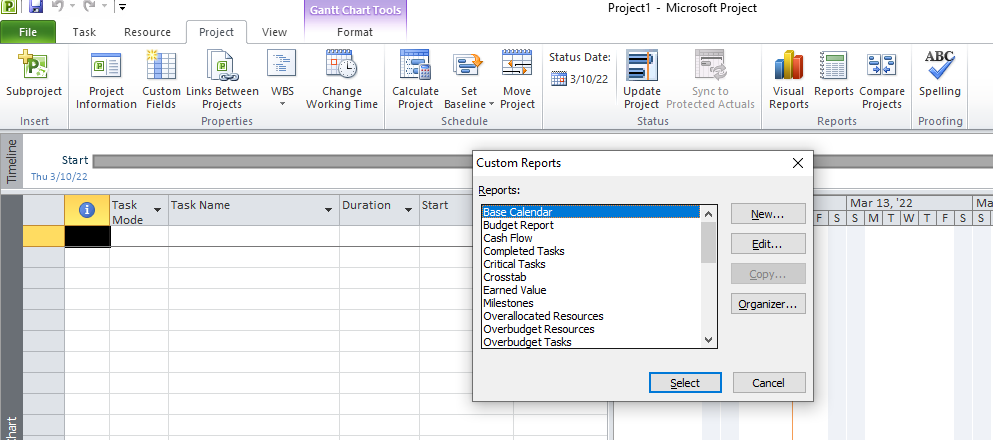 Gantt Chart Tools
Project1 - Microsoft Project
File Task Resource Project View Format
Subproject
Project Information
Custom Fields
Links Between Projects
WBS
Change Working Time
Calculate Project
Set Baseline
Move Project
Status Date:
3/10/22
Update Project
Sync to Protected Actuals
Visual Reports
Reports
Compare Projects
ABC
Spelling
Insert Properties Schedule Status Reports Proofing
Timeline
Start
Thu 3/10/22
Task Mode
Task Name
Duration
Start
Mar 13, '22
Ma
F S S M T W T F S S
Custom Reports
Reports:
Base Calendar
Budget Report
Cash Flow
Completed Tasks
Critical Tasks
Crosstab
Earned Value
Milestones
Overallocated Resources
Overbudget Resources
Overbudget Tasks
New...
Edit...
Copy...
Organizer...
Select
Cancel
chart